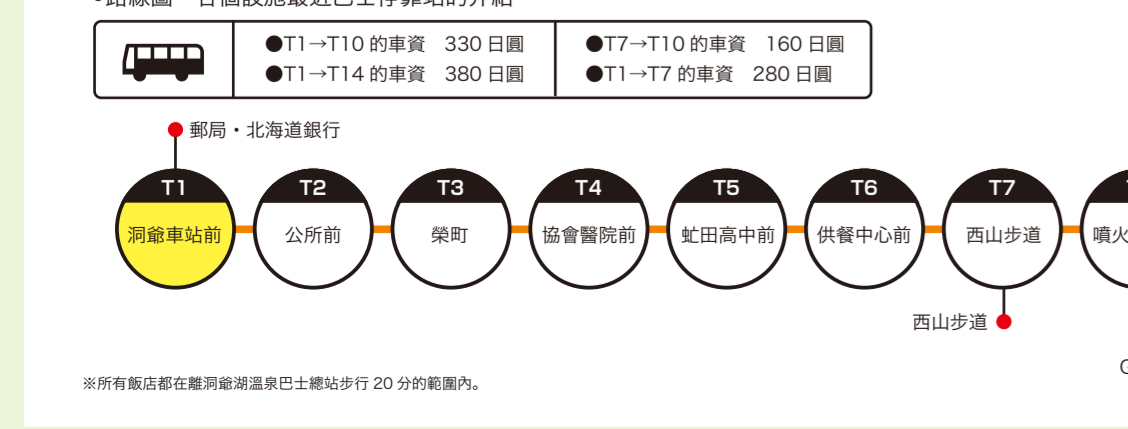 ●T1→T10 的車資 330 日圓
●T1→T14 的車資 380 日圓
●T7→T10 的車資 160 日圓
●T1→T7 的車資 280 日圓
郵局・北海道銀行
T1
洞爺車站前
T2
公所前
T3
榮町
T4
協會醫院前
T5
虻田高中前
T6
供餐中心前
T7
西山步道
噴火
西山步道
※所有飯店都在離洞爺湖溫泉巴士總站步行 20 分的範圍內。